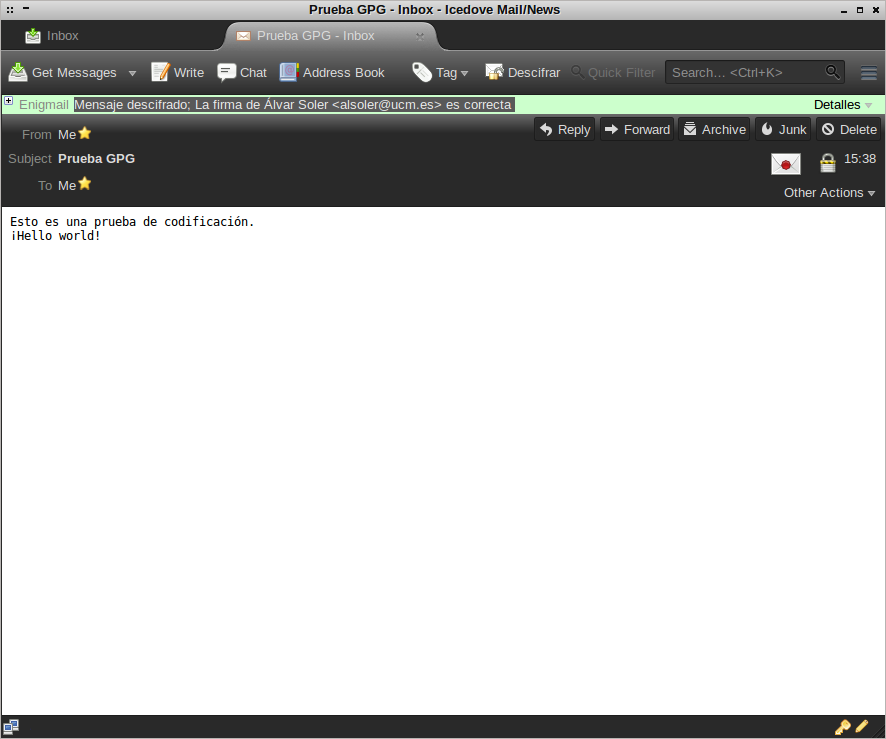 Prueba GPG - Inbox - Icedove Mail/News
Inbox
Prueba GPG - Inbox
Get Messages Write Chat Address Book Tag Descifrar Quick Filter Search… <Ctrl+K>
Enigmail Mensaje descifrado; La firma de Álvar Soler <alsoler@ucm.es> es correcta Detalles
From Me Reply Forward Archive Junk Delete
Subject Prueba GPG 15:38
To Me
Other Actions
Esto es una prueba de codificación.
¡Hello world!